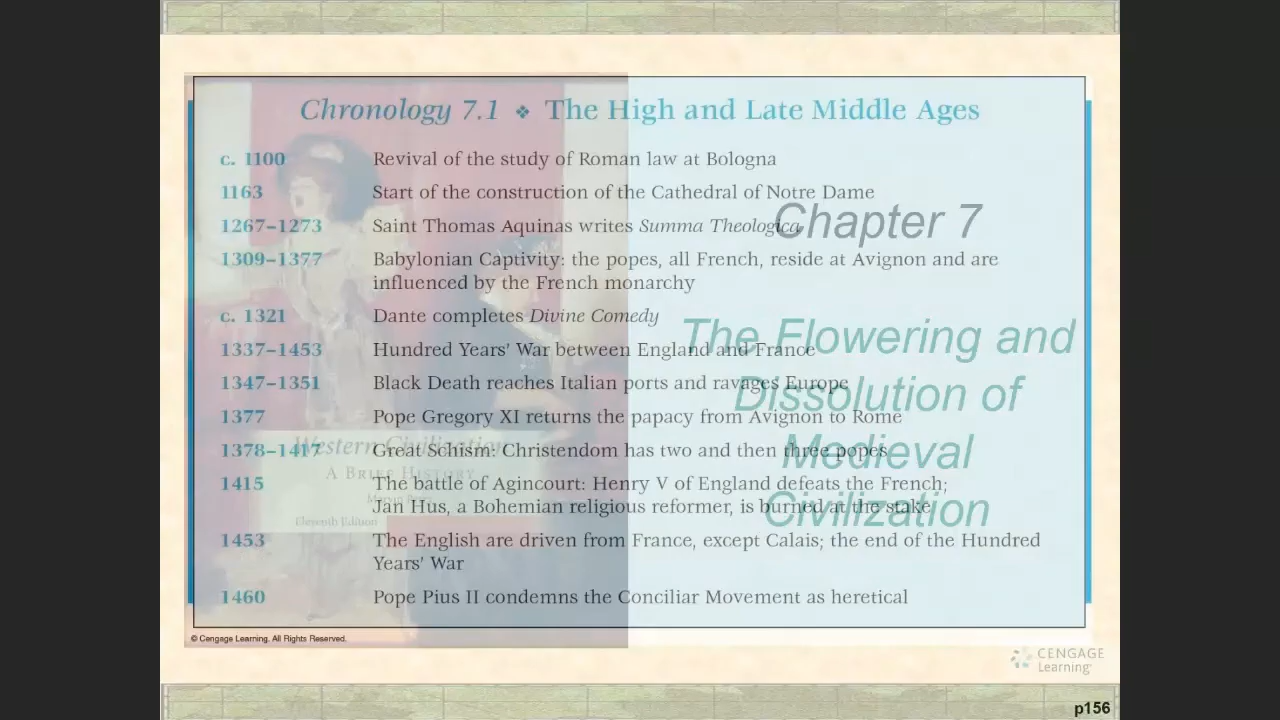 Chronology 7.1 ❖ The High and Late Middle Ages
c. 1100 Revival of the study of Roman law at Bologna
1163 Start of the construction of the Cathedral of Notre Dame
1267–1273 Saint Thomas Aquinas writes Summa Theologica
1309–1377 Babylonian Captivity: the popes, all French, reside at Avignon and are
influenced by the French monarchy
c. 1321 Dante completes Divine Comedy
1337–1453 Hundred Years' War between England and France
1347–1351 Black Death reaches Italian ports and ravages Europe
1377 Pope Gregory XI returns the papacy from Avignon to Rome
1378–1417 Great Schism: Christendom has two and then three popes
1415 The battle of Agincourt: Henry V of England defeats the French;
Jan Hus, a Bohemian religious reformer, is burned at the stake
1453 The English are driven from France, except Calais; the end of the Hundred
Years' War
1460 Pope Pius II condemns the Conciliar Movement as heretical
Chapter 7
The Flowering and
Dissolution of
Medieval
Civilization
Western Civilization
A Brief History
Eleventh Edition
© Cengage Learning. All Rights Reserved.
CENGAGE
Learning
p156